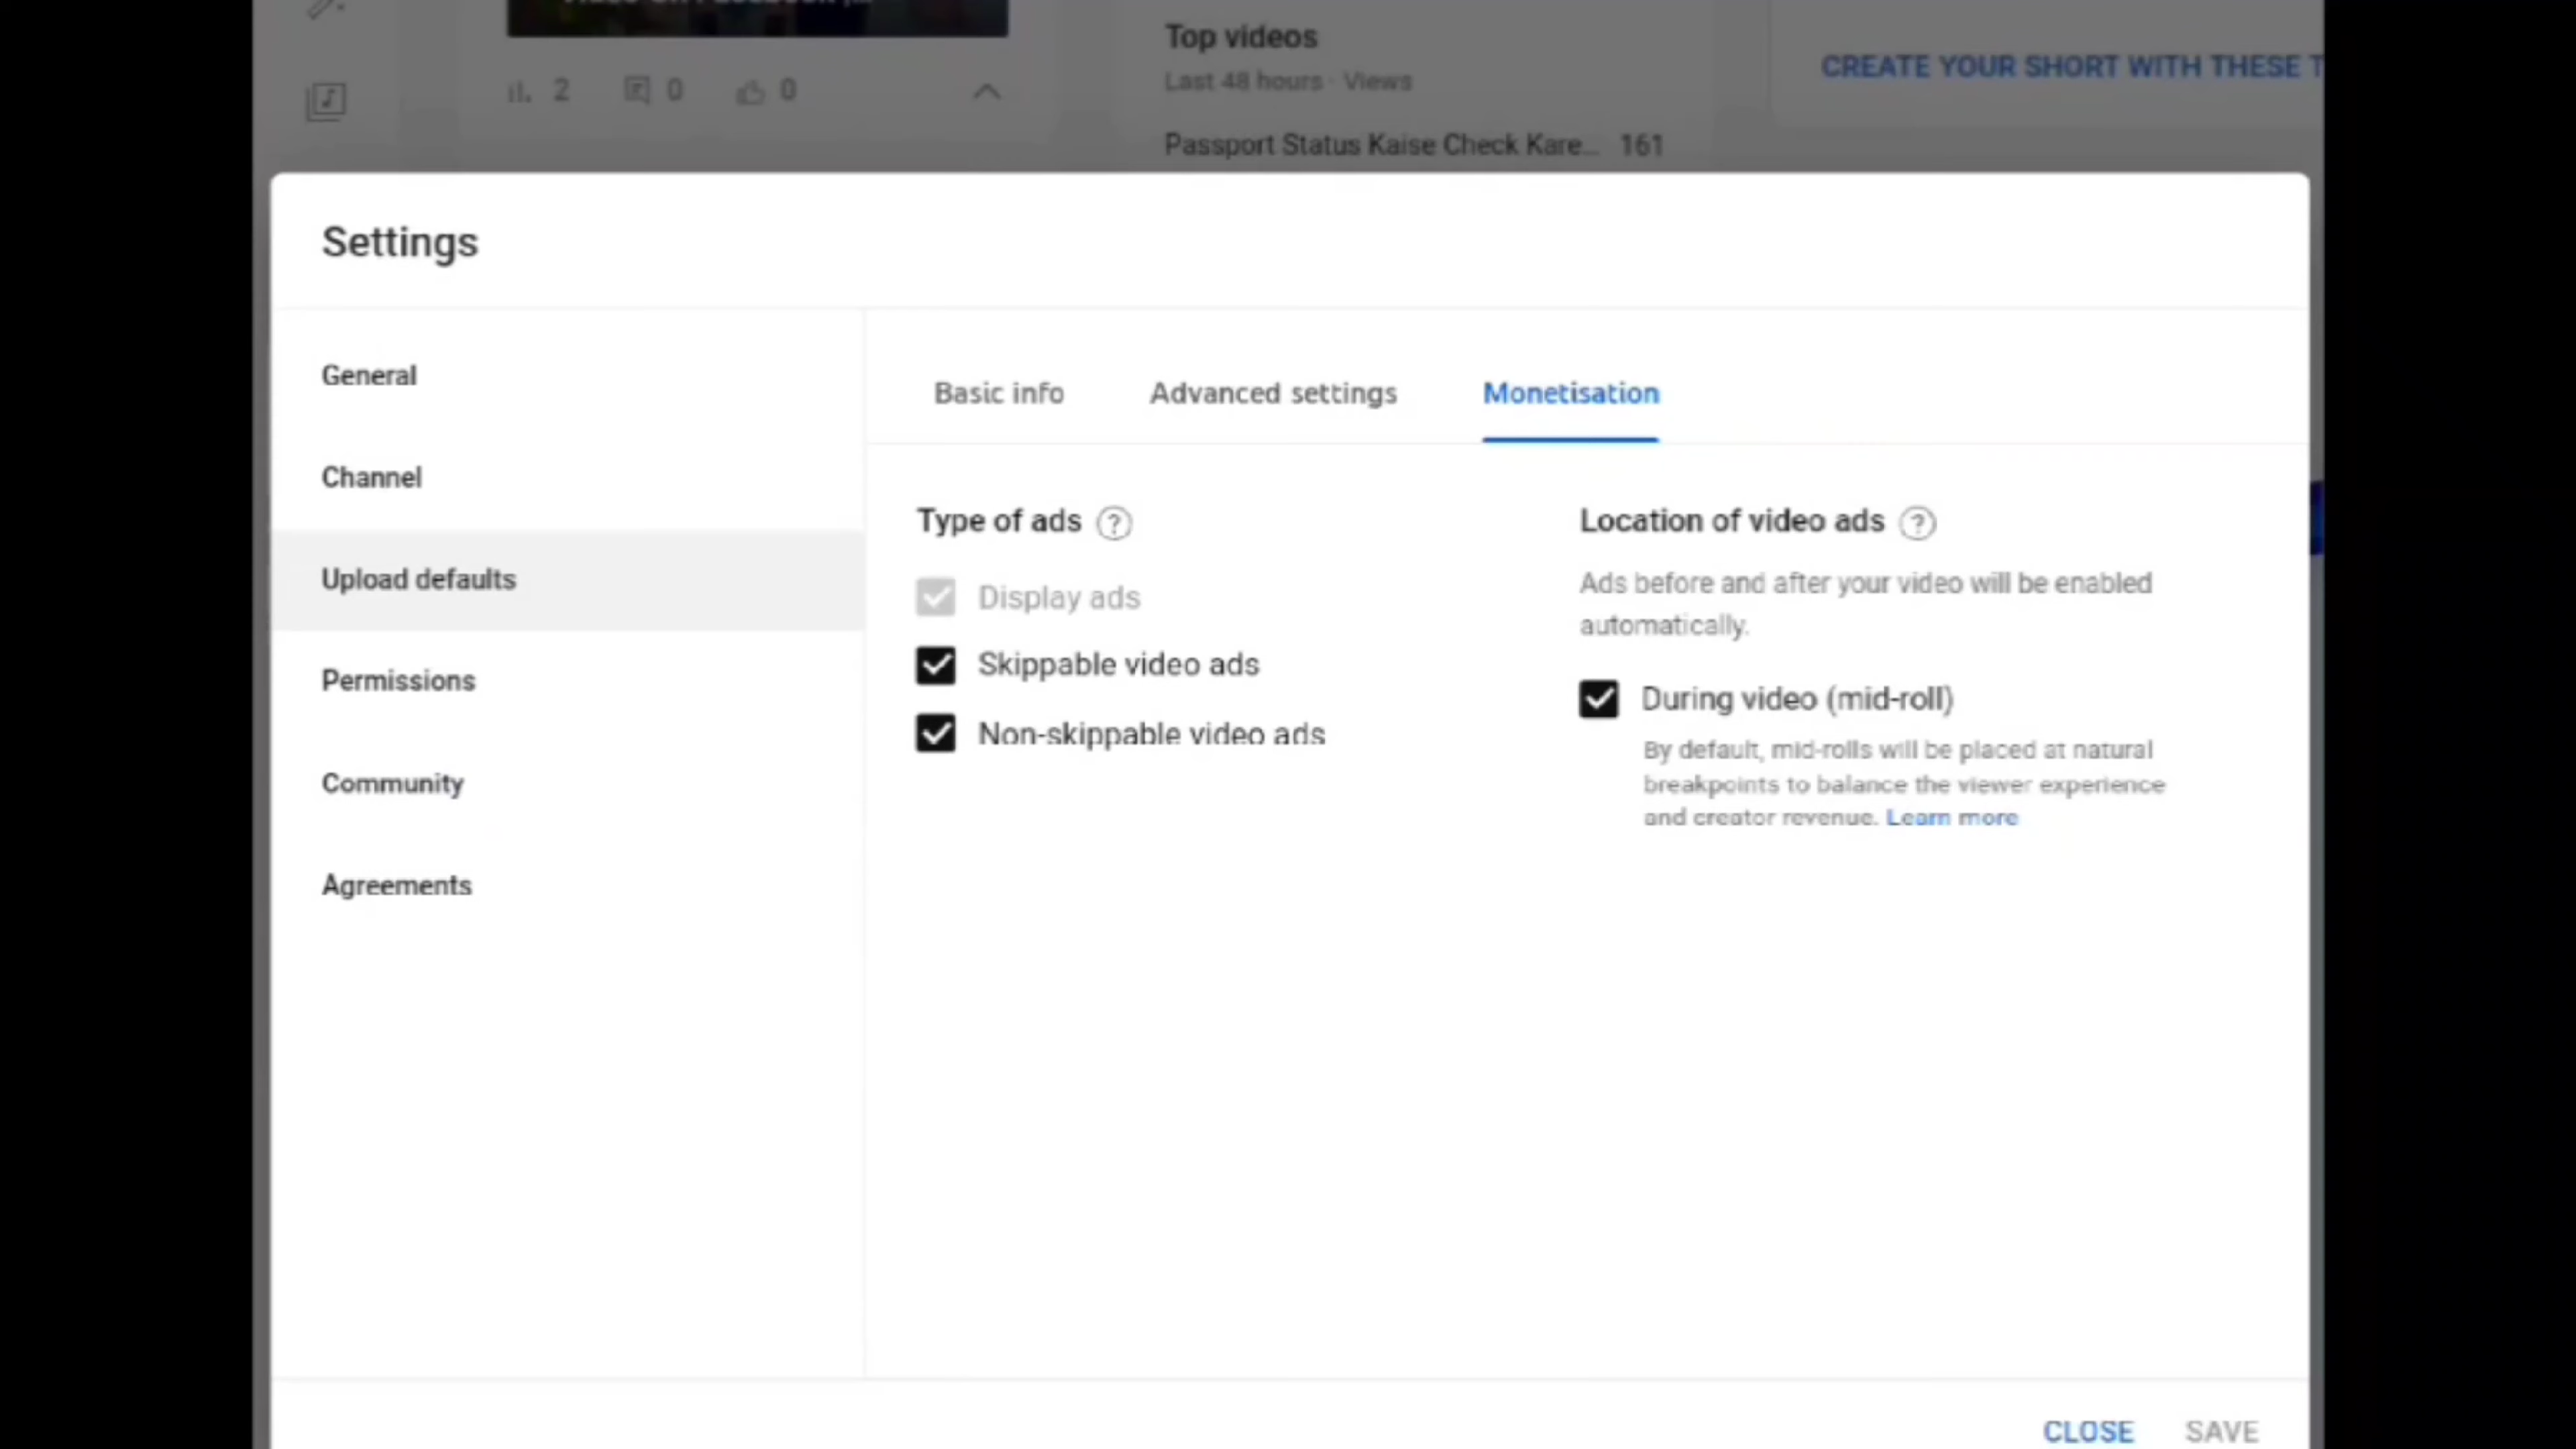 2 0 0
Top videos
Last 48 hours · Views
Passport Status Kaise Check Kare... 161
CREATE YOUR SHORT WITH THESE
Settings
General
Channel
Upload defaults
Permissions
Community
Agreements
Basic info Advanced settings Monetisation
Type of ads ?
Display ads
Skippable video ads
Non-skippable video ads
Location of video ads ?
Ads before and after your video will be enabled
automatically.
During video (mid-roll)
By default, mid-rolls will be placed at natural
breakpoints to balance the viewer experience
and creator revenue. Learn more
CLOSE SAVE